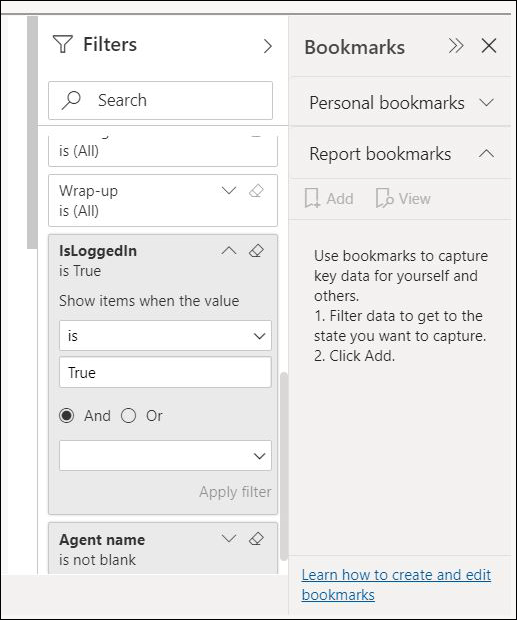 Filters
Search
is (All)
Wrap-up
is (All)
IsLoggedIn
is True
Show items when the value
is
True
And Or
Apply filter
Agent name
is not blank
Bookmarks
Personal bookmarks
Report bookmarks
Add View
Use bookmarks to capture
key data for yourself and
others.
1. Filter data to get to the
state you want to capture.
2. Click Add.
Learn how to create and edit
bookmarks